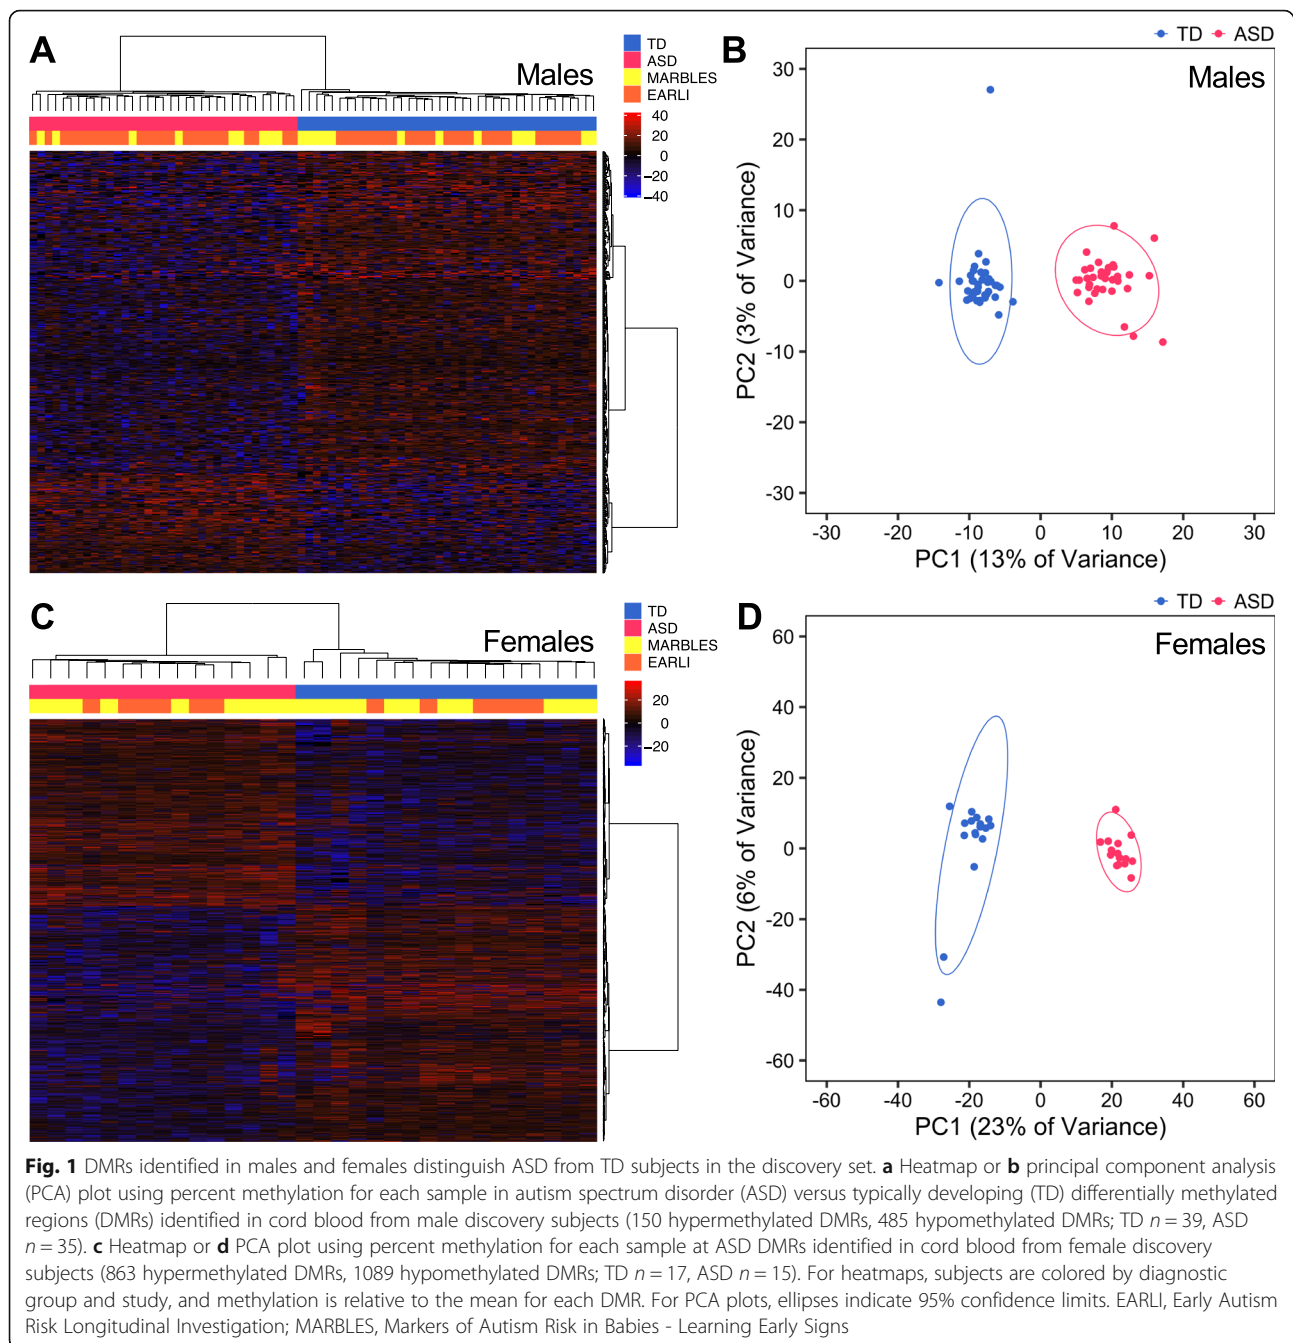 A
Males
TD
ASD
MARBLES
EARLI
40
20
0
−20
−40
B
TD ASD
Males
30
20
10
0
-10
-20
-30
PC2 (3% of Variance)
-30 -20 -10 0 10 20 30
PC1 (13% of Variance)
C
Females
TD
ASD
MARBLES
EARLI
20
0
−20
D
TD ASD
Females
60
40
20
0
-20
-40
-60
PC2 (6% of Variance)
-60 -40 -20 0 20 40 60
PC1 (23% of Variance)
Fig. 1 DMRs identified in males and females distinguish ASD from TD subjects in the discovery set. a Heatmap or b principal component analysis
(PCA) plot using percent methylation for each sample in autism spectrum disorder (ASD) versus typically developing (TD) differentially methylated
regions (DMRs) identified in cord blood from male discovery subjects (150 hypermethylated DMRs, 485 hypomethylated DMRs; TD n = 39, ASD
n = 35). c Heatmap or d PCA plot using percent methylation for each sample at ASD DMRs identified in cord blood from female discovery
subjects (863 hypermethylated DMRs, 1089 hypomethylated DMRs; TD n = 17, ASD n = 15). For heatmaps, subjects are colored by diagnostic
group and study, and methylation is relative to the mean for each DMR. For PCA plots, ellipses indicate 95% confidence limits. EARLI, Early Autism
Risk Longitudinal Investigation; MARBLES, Markers of Autism Risk in Babies - Learning Early Signs